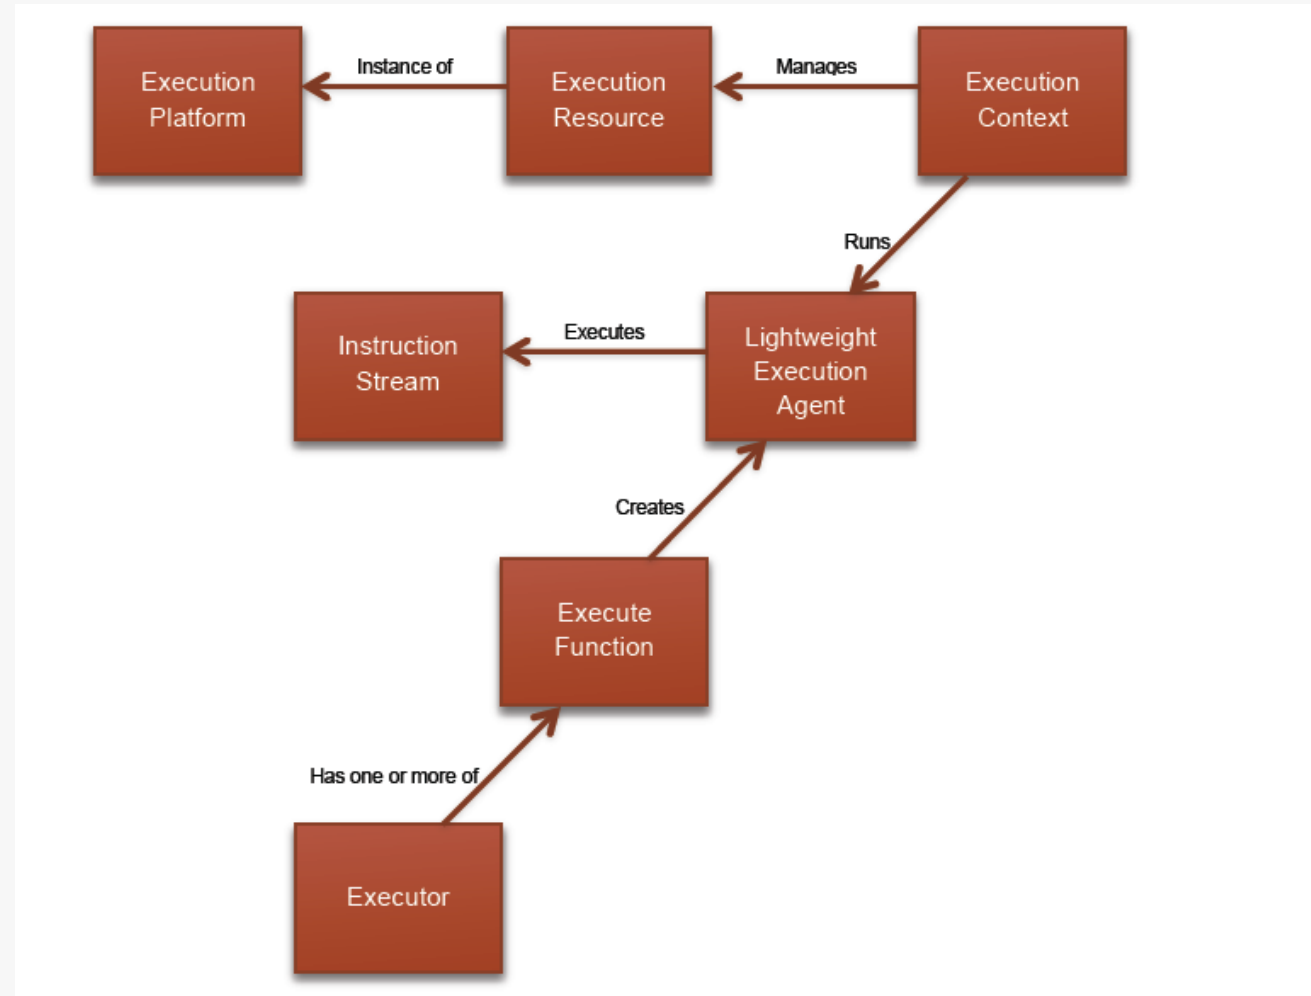 Execution
Platform
Instance of
Execution
Resource
Manages
Execution
Context
Runs
Instruction
Stream
Executes
Lightweight
Execution
Agent
Creates
Execute
Function
Has one or more of
Executor